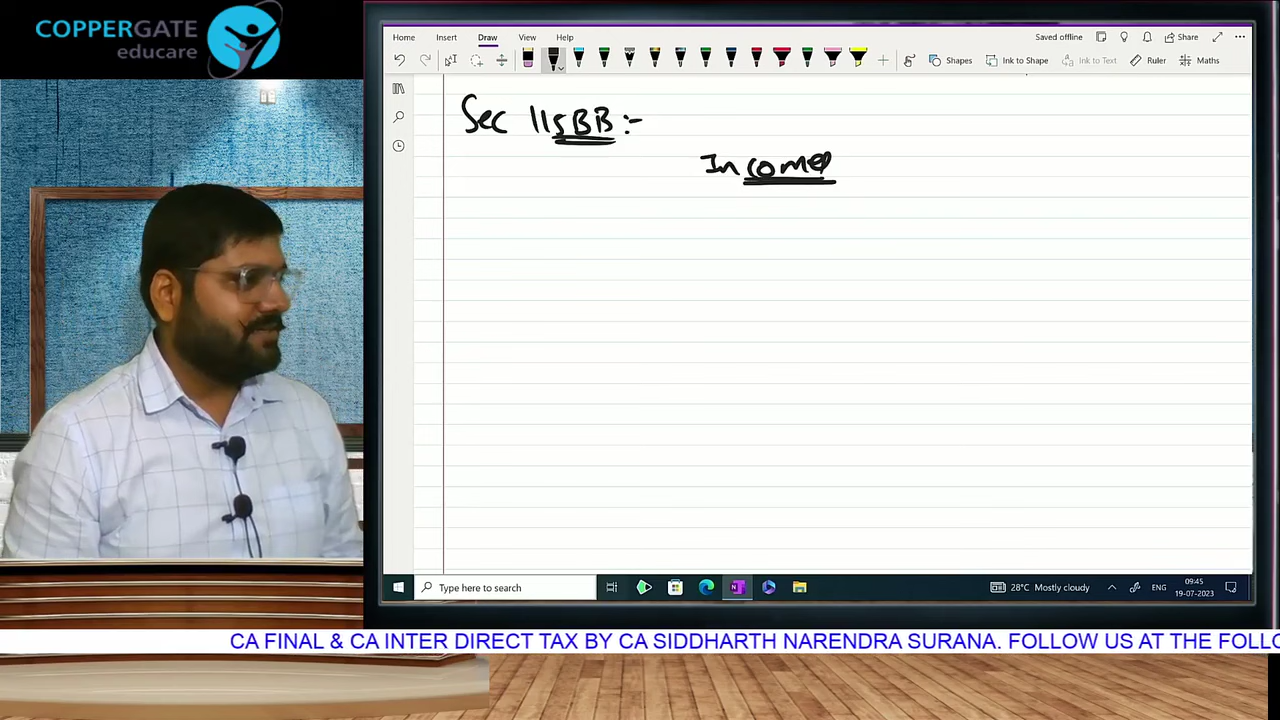 COPPERGATE
educare
Home Insert Draw View Help
Saved offline
Share
Shapes
Ink to Shape
Ink to Text
Ruler
Maths
Sec 115BB :-
Income
Type here to search
28°C Mostly cloudy
ENG
09:45
19-07-2023
CA FINAL & CA INTER DIRECT TAX BY CA SIDDHARTH NARENDRA SURANA. FOLLOW US AT THE FOLLO